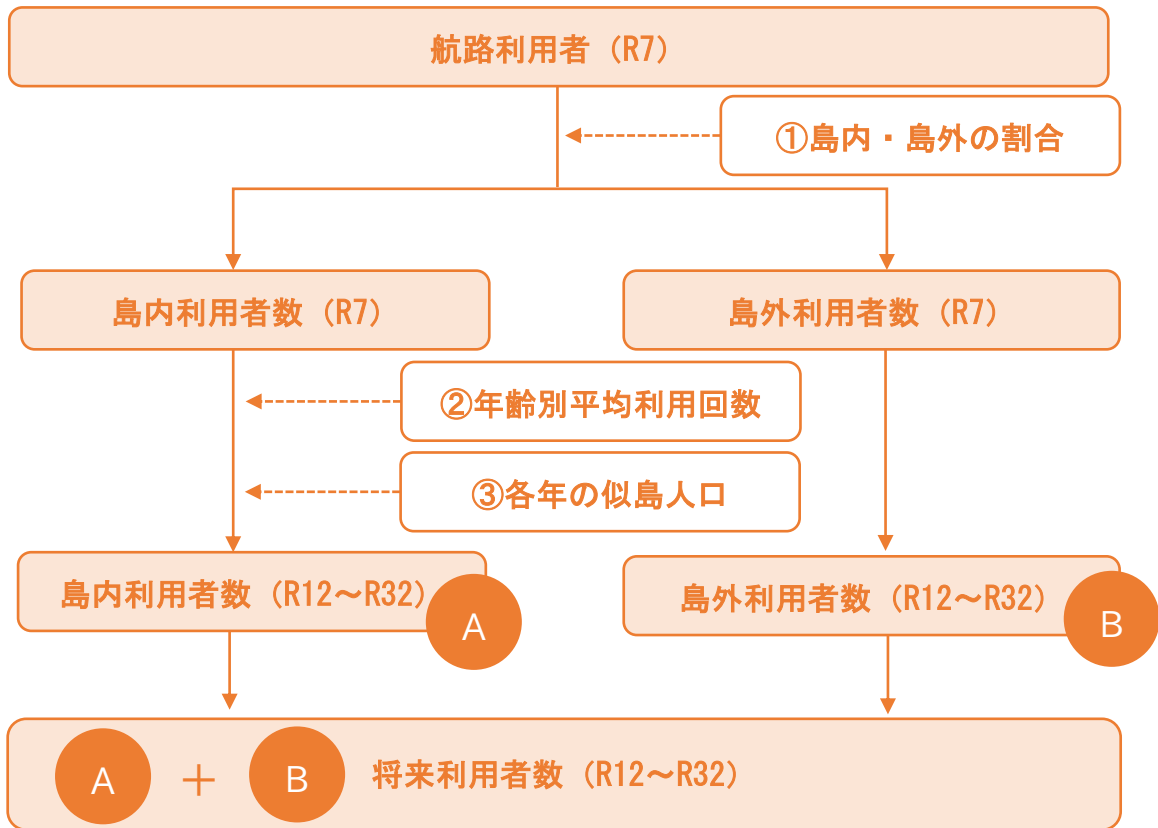 航路利用者（R7）
①島内・島外の割合
島内利用者数（R7）
島外利用者数（R7）
②年齢別平均利用回数
③各年の似島人口
島内利用者数（R12～R32）
A
島外利用者数（R12～R32）
B
A ＋ B 将来利用者数（R12～R32）